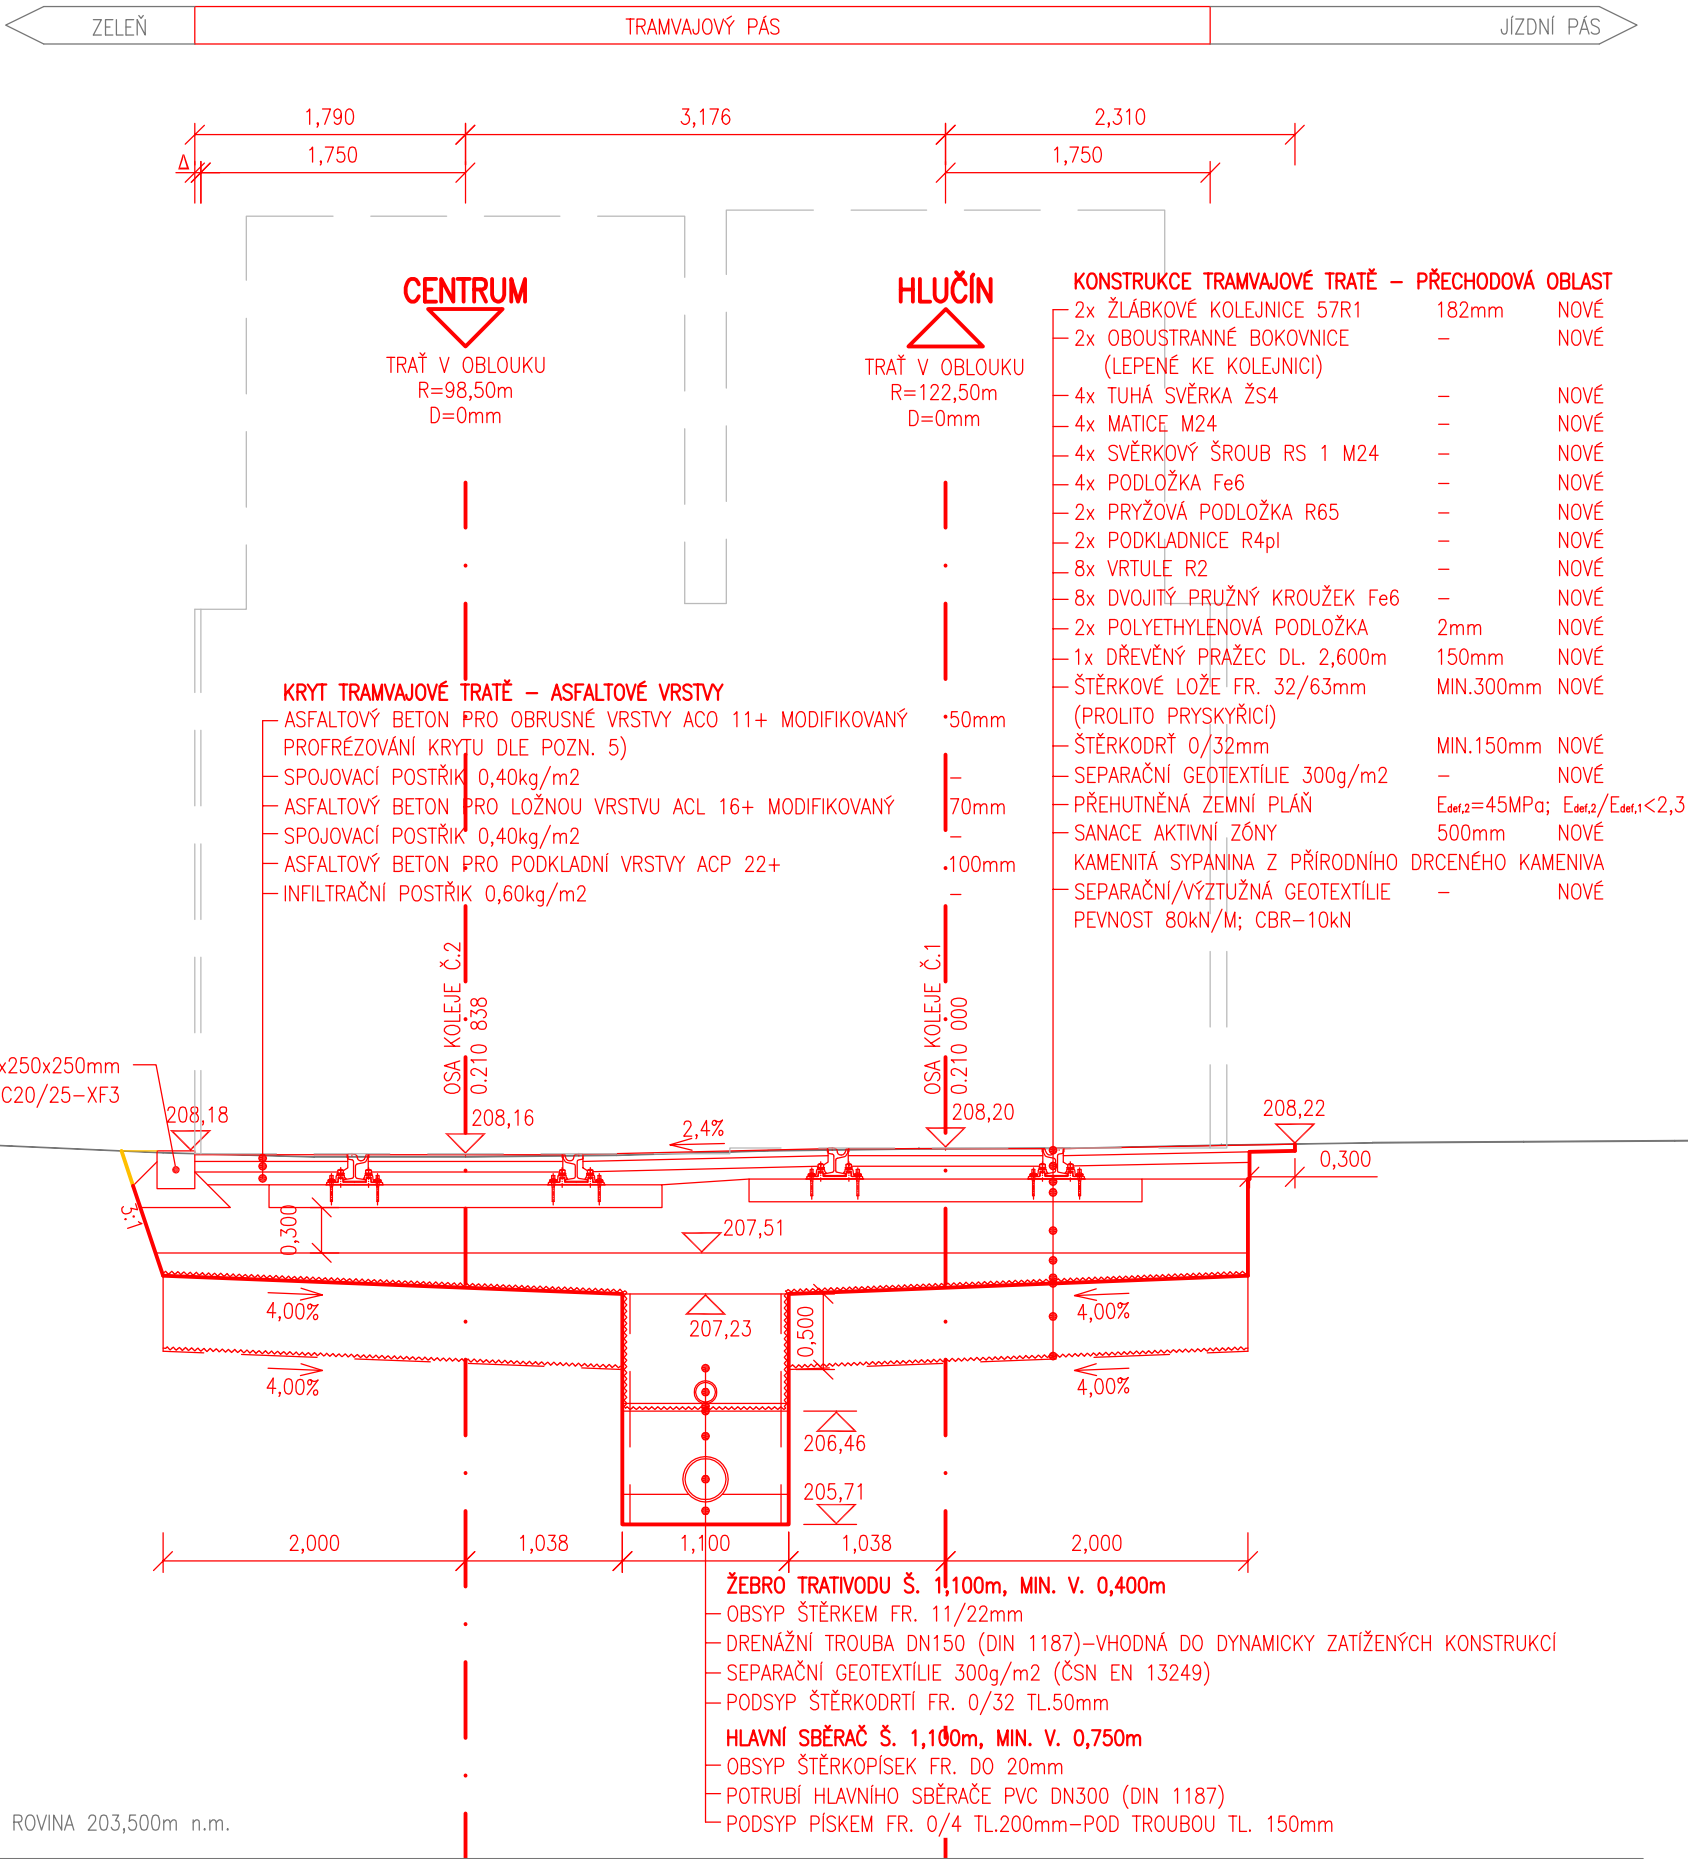 ZELEŇ
TRAMVAJOVÝ PÁS
JÍZDNÍ PÁS
1,790
3,176
2,310
Δ
1,750
1,750
CENTRUM
TRAŤ V OBLOUKU
R=98,50m
D=0mm
HLUČÍN
TRAŤ V OBLOUKU
R=122,50m
D=0mm
KONSTRUKCE TRAMVAJOVÉ TRATĚ – PŘECHODOVÁ OBLAST
2x ŽLÁBKOVÉ KOLEJNICE 57R1 182mm NOVÉ
2x OBOUSTRANNÉ BOKOVNICE – NOVÉ
(LEPENÉ KE KOLEJNICI)
4x TUHÁ SVĚRKA ŽS4 – NOVÉ
4x MATICE M24 – NOVÉ
4x SVĚRKOVÝ ŠROUB RS 1 M24 – NOVÉ
4x PODLOŽKA Fe6 – NOVÉ
2x PRYŽOVÁ PODLOŽKA R65 – NOVÉ
2x PODKLADNICE R4pl – NOVÉ
8x VRTULE R2 – NOVÉ
8x DVOJITÝ PRUŽNÝ KROUŽEK Fe6 – NOVÉ
2x POLYETHYLENOVÁ PODLOŽKA 2mm NOVÉ
1x DŘEVĚNÝ PRAŽEC DL. 2,600m 150mm NOVÉ
ŠTĚRKOVÉ LOŽE FR. 32/63mm MIN.300mm NOVÉ
(PROLITO PRYSKYŘICÍ)
ŠTĚRKODRŤ 0/32mm MIN.150mm NOVÉ
SEPARAČNÍ GEOTEXTÍLIE 300g/m2 – NOVÉ
PŘEHUTNĚNÁ ZEMNÍ PLÁŇ Edef,2=45MPa; Edef,2/Edef,1<2,3
SANACE AKTIVNÍ ZÓNY 500mm NOVÉ
KAMENITÁ SYPANINA Z PŘÍRODNÍHO DRCENÉHO KAMENIVA
SEPARAČNÍ/VÝZTUŽNÁ GEOTEXTÍLIE – NOVÉ
PEVNOST 80kN/M; CBR–10kN
KRYT TRAMVAJOVÉ TRATĚ – ASFALTOVÉ VRSTVY
ASFALTOVÝ BETON PRO OBRUSNÉ VRSTVY ACO 11+ MODIFIKOVANÝ 50mm
PROFRÉZOVÁNÍ KRYTU DLE POZN. 5)
SPOJOVACÍ POSTŘIK 0,40kg/m2 –
ASFALTOVÝ BETON PRO LOŽNOU VRSTVU ACL 16+ MODIFIKOVANÝ 70mm
SPOJOVACÍ POSTŘIK 0,40kg/m2 –
ASFALTOVÝ BETON PRO PODKLADNÍ VRSTVY ACP 22+ 100mm
INFILTRAČNÍ POSTŘIK 0,60kg/m2 –
OSA KOLEJE Č.2
0.210 838
OSA KOLEJE Č.1
0.210 000
x250x250mm
C20/25–XF3
208,18
208,16
2,4%
208,20
208,22
0,300
3:1
0,300
207,51
4,00%
207,23
0,500
4,00%
4,00%
4,00%
206,46
205,71
2,000
1,038
1,100
1,038
2,000
ŽEBRO TRATIVODU Š. 1,100m, MIN. V. 0,400m
OBSYP ŠTĚRKEM FR. 11/22mm
DRENÁŽNÍ TROUBA DN150 (DIN 1187)–VHODNÁ DO DYNAMICKY ZATÍŽENÝCH KONSTRUKCÍ
SEPARAČNÍ GEOTEXTÍLIE 300g/m2 (ČSN EN 13249)
PODSYP ŠTĚRKODRTÍ FR. 0/32 TL.50mm
HLAVNÍ SBĚRAČ Š. 1,100m, MIN. V. 0,750m
OBSYP ŠTĚRKOPÍSEK FR. DO 20mm
POTRUBÍ HLAVNÍHO SBĚRAČE PVC DN300 (DIN 1187)
PODSYP PÍSKEM FR. 0/4 TL.200mm–POD TROUBOU TL. 150mm
ROVINA 203,500m n.m.